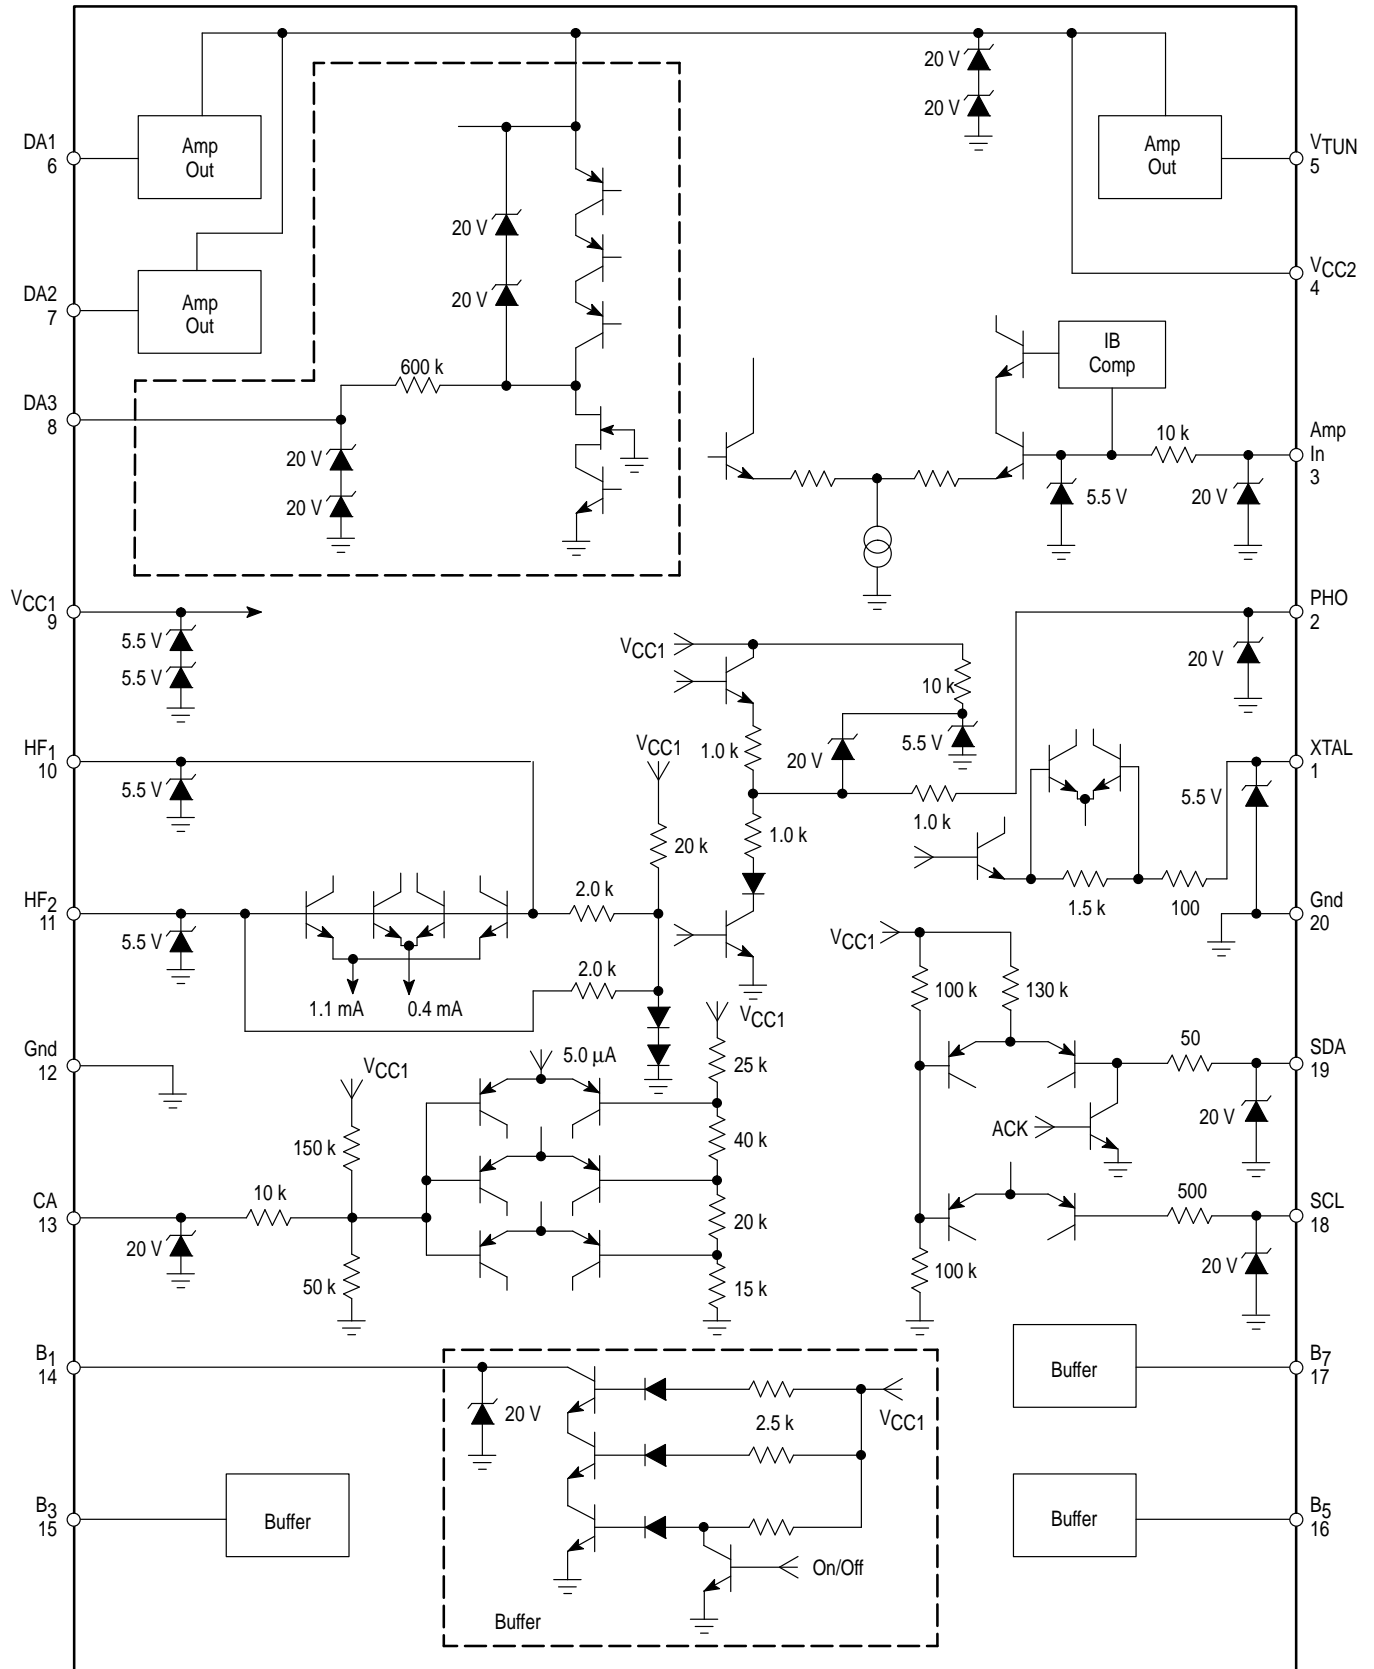 20 V
20 V
DA1
6
Amp
Out
Amp
Out
VTUN
5
20 V
VCC2
4
DA2
7
Amp
Out
20 V
IB
Comp
600 k
DA3
8
Amp
In
3
10 k
20 V
5.5 V
20 V
20 V
VCC1
9
PHO
2
5.5 V
VCC1
20 V
5.5 V
10 k
HF1
10
VCC1
1.0 k
20 V
5.5 V
XTAL
1
5.5 V
5.5 V
1.0 k
1.0 k
20 k
HF2
11
2.0 k
1.5 k
100
Gnd
20
5.5 V
VCC1
2.0 k
100 k
130 k
1.1 mA
0.4 mA
VCC1
Gnd
12
VCC1
5.0 µA
25 k
50
SDA
19
150 k
40 k
ACK
20 V
CA
13
10 k
500
SCL
18
20 k
20 V
50 k
15 k
100 k
20 V
B1
14
Buffer
B7
17
20 V
2.5 k
VCC1
B3
15
Buffer
Buffer
B5
16
On/Off
Buffer